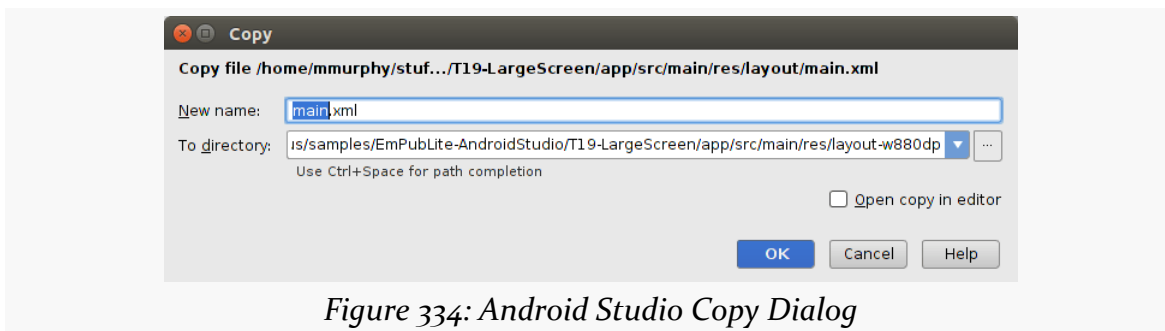 Copy
Copy file /home/mmurphy/stuf.../T19-LargeScreen/app/src/main/res/layout/main.xml
New name: main.xml
To directory: us/samples/EmPubLite-AndroidStudio/T19-LargeScreen/app/src/main/res/layout-w880dp ...
Use Ctrl+Space for path completion
Open copy in editor
OK Cancel Help
Figure 334: Android Studio Copy Dialog